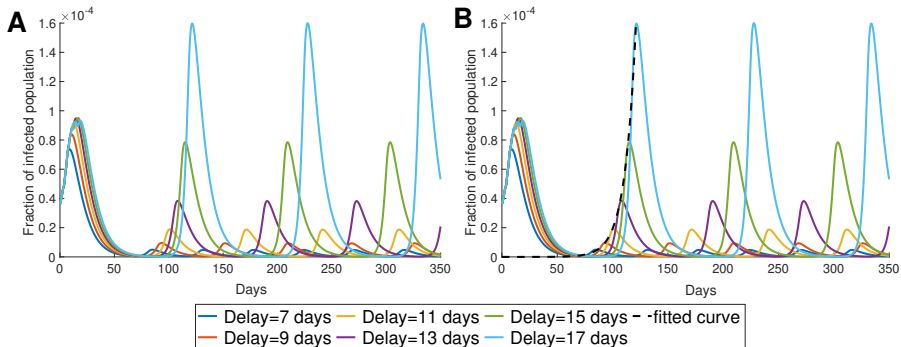 A
B
×10⁻⁴
×10⁻⁴
1.6
1.4
1.2
1
0.8
0.6
0.4
0.2
0
Fraction of infected population
0 50 100 150 200 250 300 350
Days
1.6
1.4
1.2
1
0.8
0.6
0.4
0.2
0
Fraction of infected population
0 50 100 150 200 250 300 350
Days
Delay=7 days Delay=11 days Delay=15 days fitted curve
Delay=9 days Delay=13 days Delay=17 days